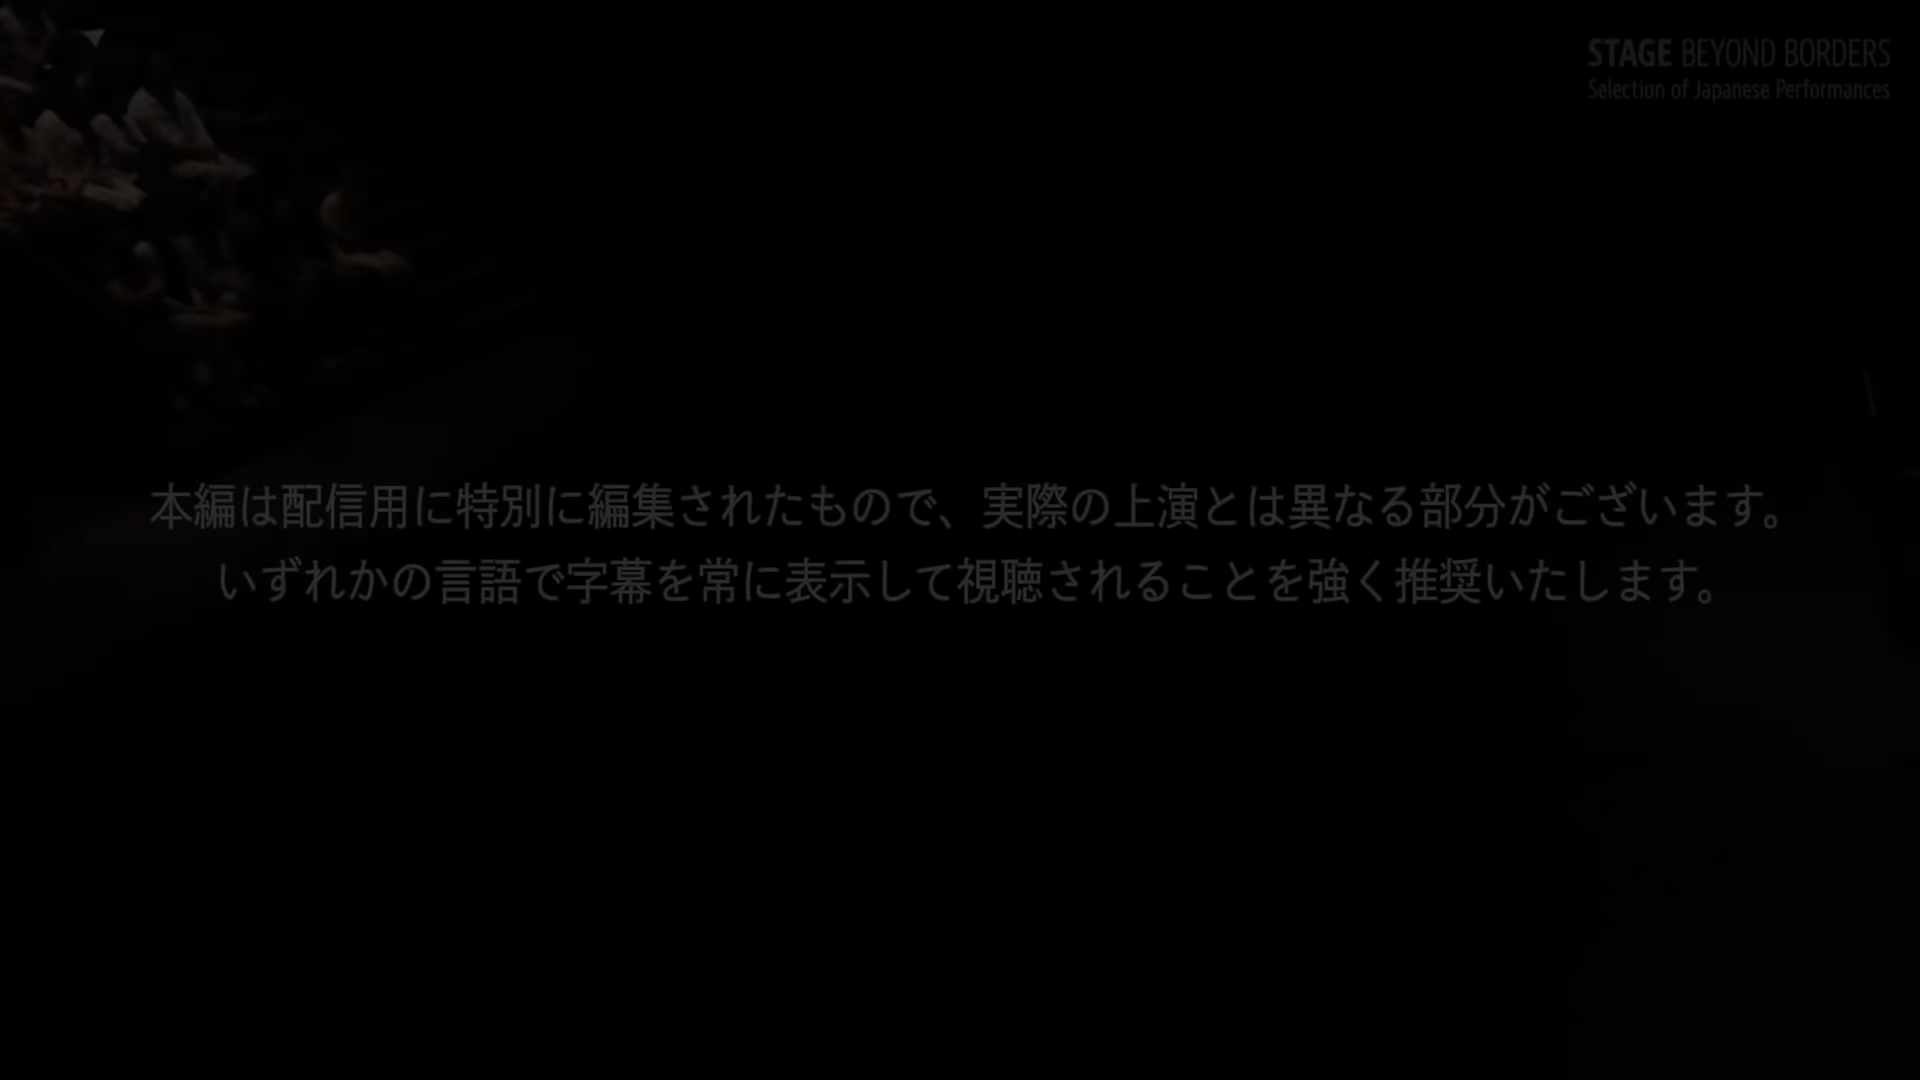 STAGE BEYOND BORDERS
Selection of Japanese Performances
本編は配信用に特別に編集されたもので、実際の上演とは異なる部分がございます。
いずれかの言語で字幕を常に表示して視聴されることを強く推奨いたします。